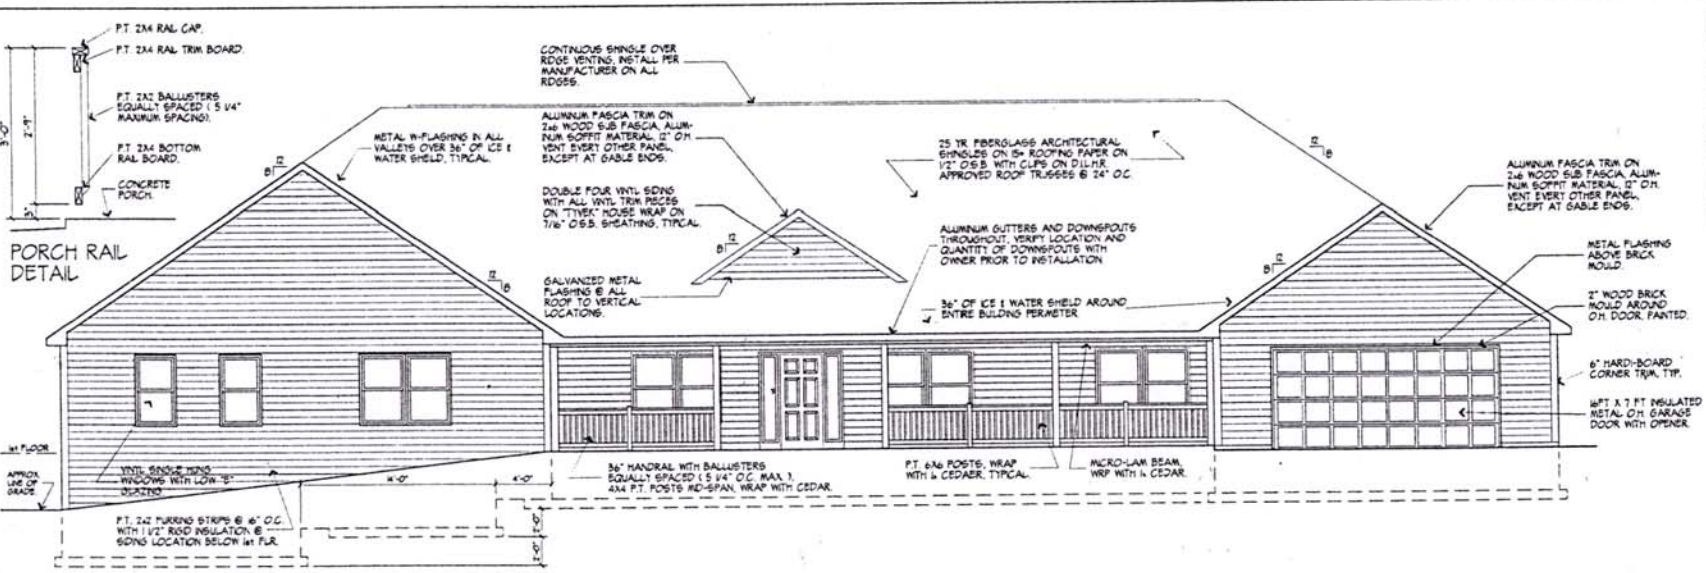 P.T. 2X4 RAIL CAP.
P.T. 2X4 RAIL TRIM BOARD.
P.T. 2X2 BALLUSTERS
EQUALLY SPACED ( 5 1/4"
MAXIMUM SPACING).
P.T. 2X4 BOTTOM
RAIL BOARD.
CONCRETE
PORCH.
3'-0"
2'-9"
3"
PORCH RAIL
DETAIL
CONTINUOUS SHINGLE OVER
RIDGE VENTING, INSTALL PER
MANUFACTURER ON ALL
RIDGES.
METAL W-FLASHING IN ALL
VALLEYS OVER 36" OF ICE &
WATER SHIELD, TYPICAL.
ALUMINUM FASCIA TRIM ON
2x6 WOOD SUB FASCIA, ALUM-
INUM SOFFIT MATERIAL, 12" O.H.
VENT EVERY OTHER PANEL,
EXCEPT AT GABLE ENDS.
DOUBLE FOUR VINYL SIDING
WITH ALL VINYL TRIM PIECES
ON "TYVEK" HOUSE WRAP ON
7/16" O.S.B. SHEATHING, TYPICAL.
GALVANIZED METAL
FLASHING @ ALL
ROOF TO VERTICAL
LOCATIONS.
25 YR. FIBERGLASS ARCHITECTURAL
SHINGLES ON 15# ROOFING PAPER ON
1/2" O.S.B. WITH CLIPS ON D.I.L.H.R.
APPROVED ROOF TRUSSES @ 24" O.C.
ALUMINUM GUTTERS AND DOWNSPOUTS
THROUGHOUT, VERIFY LOCATION AND
QUANTITY OF DOWNSPOUTS WITH
OWNER PRIOR TO INSTALLATION
36" OF ICE & WATER SHIELD AROUND
ENTIRE BUILDING PERIMETER
ALUMINUM FASCIA TRIM ON
2x6 WOOD SUB FASCIA, ALUM-
INUM SOFFIT MATERIAL, 12" O.H.
VENT EVERY OTHER PANEL,
EXCEPT AT GABLE ENDS.
METAL FLASHING
ABOVE BRICK
MOULD.
2" WOOD BRICK
MOULD AROUND
O.H. DOOR, PAINTED.
6" HARDI-BOARD
CORNER TRIM, TYP.
16FT X 7 FT INSULATED
METAL O.H. GARAGE
DOOR WITH OPENER.
12
8
12
8
12
8
12
8
12
8
1st FLOOR
APPROX.
LINE OF
GRADE.
VINYL SINGLE HUNG
WINDOWS WITH LOW "E"
GLAZING
P.T. 2x2 FURRING STRIPS @ 16" O.C.
WITH 1 1/2" RIGID INSULATION @
SIDING LOCATION BELOW 1st FLR.
4'-0"
36" HANDRAIL WITH BALLUSTERS
EQUALLY SPACED ( 5 1/4" O.C. MAX. ).
4X4 P.T. POSTS MID-SPAN, WRAP WITH CEDAR.
P.T. 6X6 POSTS, WRAP
WITH 1x CEDAER, TYPICAL.
MICRO-LAM BEAM,
WRP WITH 1x CEDAR.